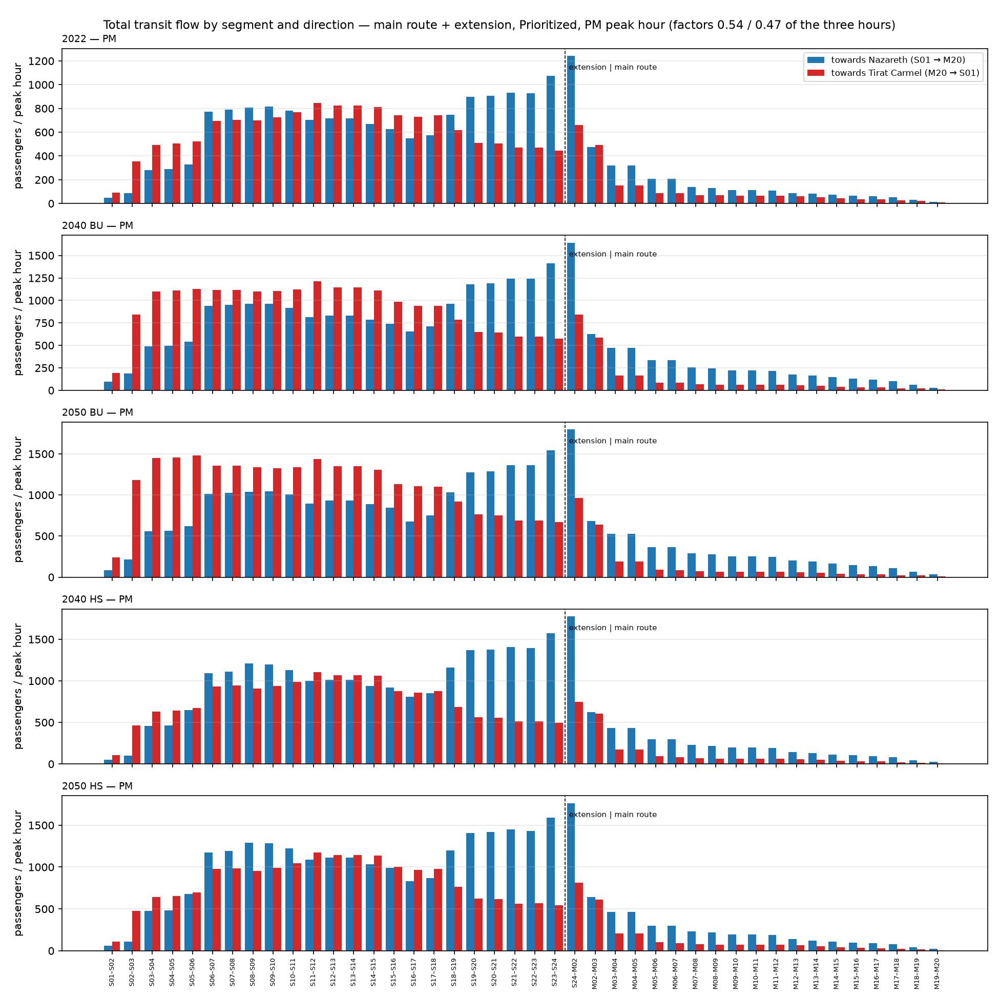 Total transit flow by segment and direction — main route + extension, Prioritized, PM peak hour (factors 0.54 / 0.47 of the three hours)
2022 — PM
passengers / peak hour
1200
1000
800
600
400
200
0
extension | main route
towards Nazareth (S01 → M20)
towards Tirat Carmel (M20 → S01)
2040 BU — PM
passengers / peak hour
1500
1250
1000
750
500
250
0
extension | main route
2050 BU — PM
passengers / peak hour
1500
1000
500
0
extension | main route
2040 HS — PM
passengers / peak hour
1500
1000
500
0
extension | main route
2050 HS — PM
passengers / peak hour
1500
1000
500
0
extension | main route
S01–S02
S02–S03
S03–S04
S04–S05
S05–S06
S06–S07
S07–S08
S08–S09
S09–S10
S10–S11
S11–S12
S12–S13
S13–S14
S14–S15
S15–S16
S16–S17
S17–S18
S18–S19
S19–S20
S20–S21
S21–S22
S22–S23
S23–S24
S24–M02
M02–M03
M03–M04
M04–M05
M05–M06
M06–M07
M07–M08
M08–M09
M09–M10
M10–M11
M11–M12
M12–M13
M13–M14
M14–M15
M15–M16
M16–M17
M17–M18
M18–M19
M19–M20